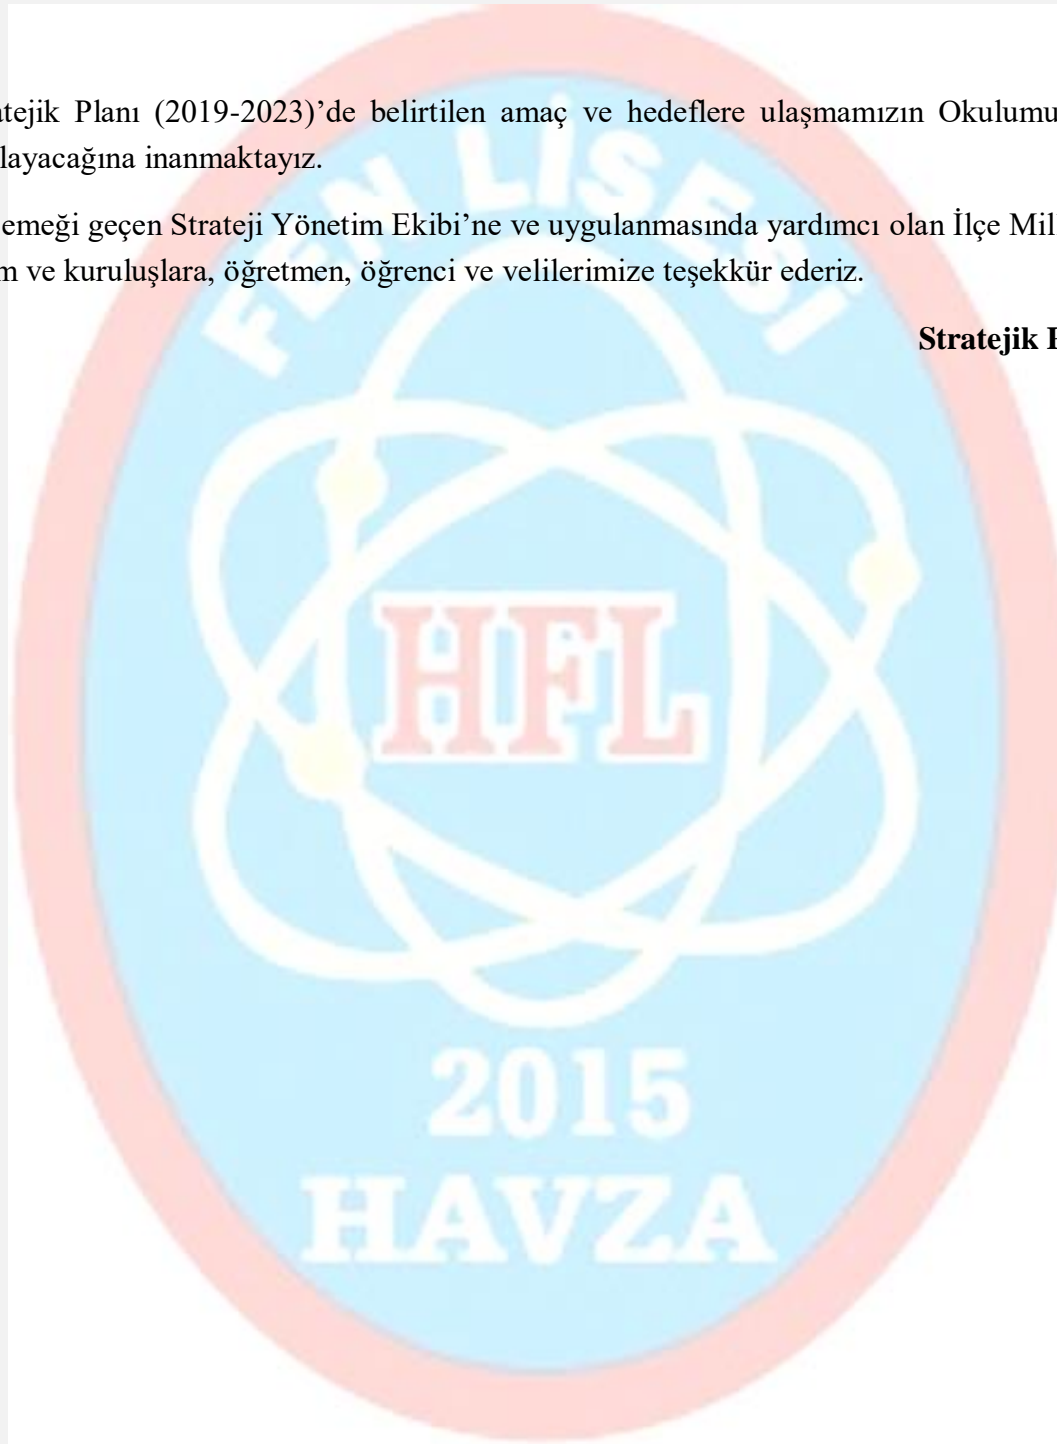 atejik Planı (2019-2023)’de belirtilen amaç ve hedeflere ulaşmamızın Okulumu
layacağına inanmaktayız.
emeği geçen Strateji Yönetim Ekibi’ne ve uygulanmasında yardımcı olan İlçe Mil
m ve kuruluşlara, öğretmen, öğrenci ve velilerimize teşekkür ederiz.
Stratejik
FEN LİSESİ
HFL
2015
HAVZA